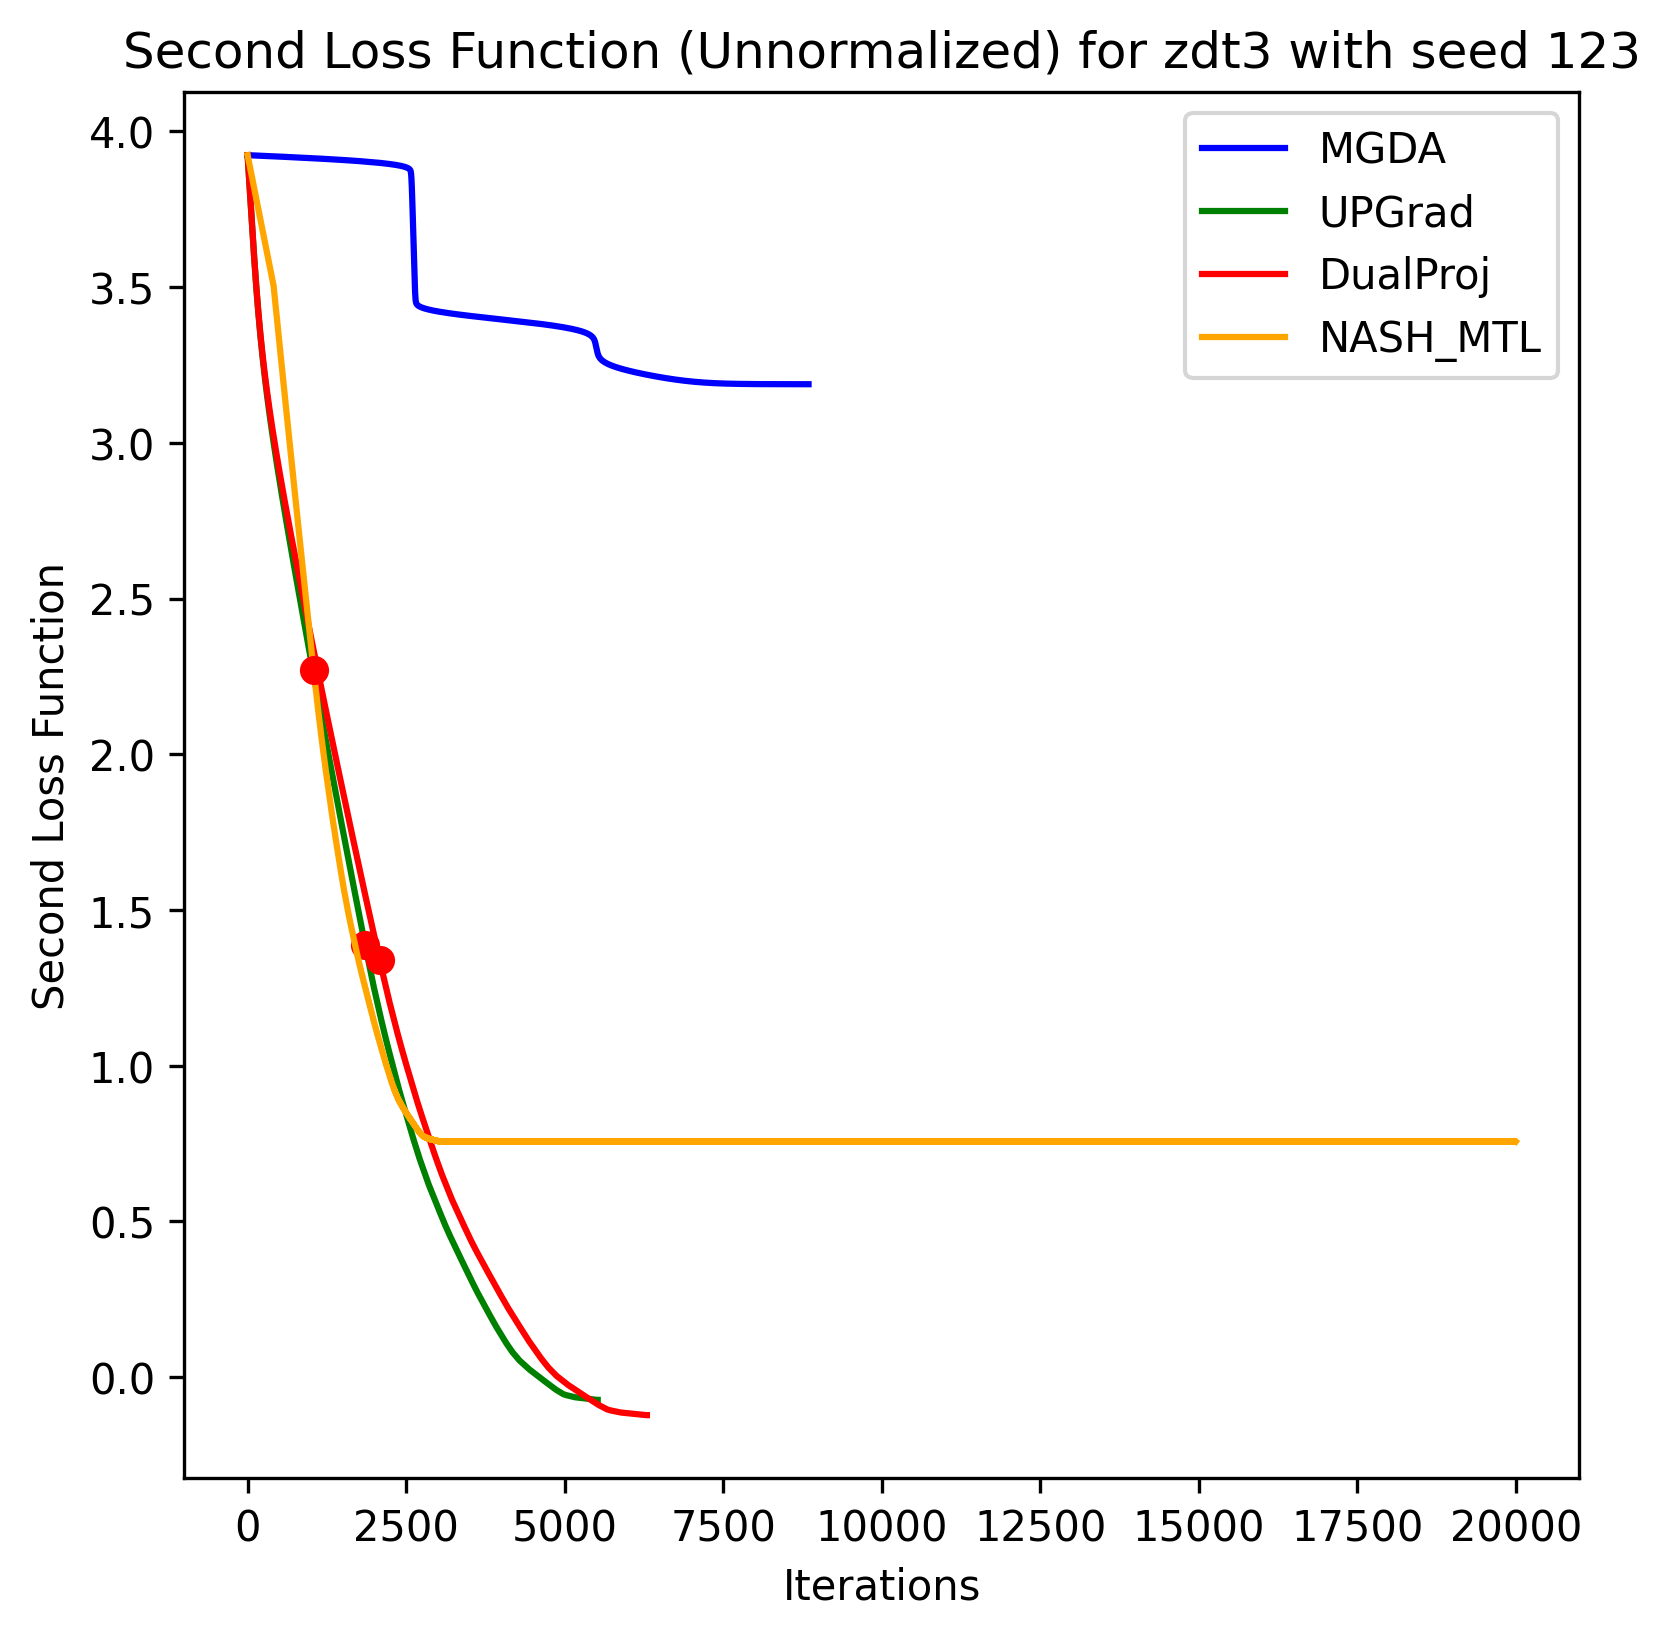 Second Loss Function (Unnormalized) for zdt3 with seed 123
MGDA
UPGrad
DualProj
NASH_MTL
4.0
3.5
3.0
2.5
2.0
1.5
1.0
0.5
0.0
Second Loss Function
0 2500 5000 7500 10000 12500 15000 17500 20000
Iterations